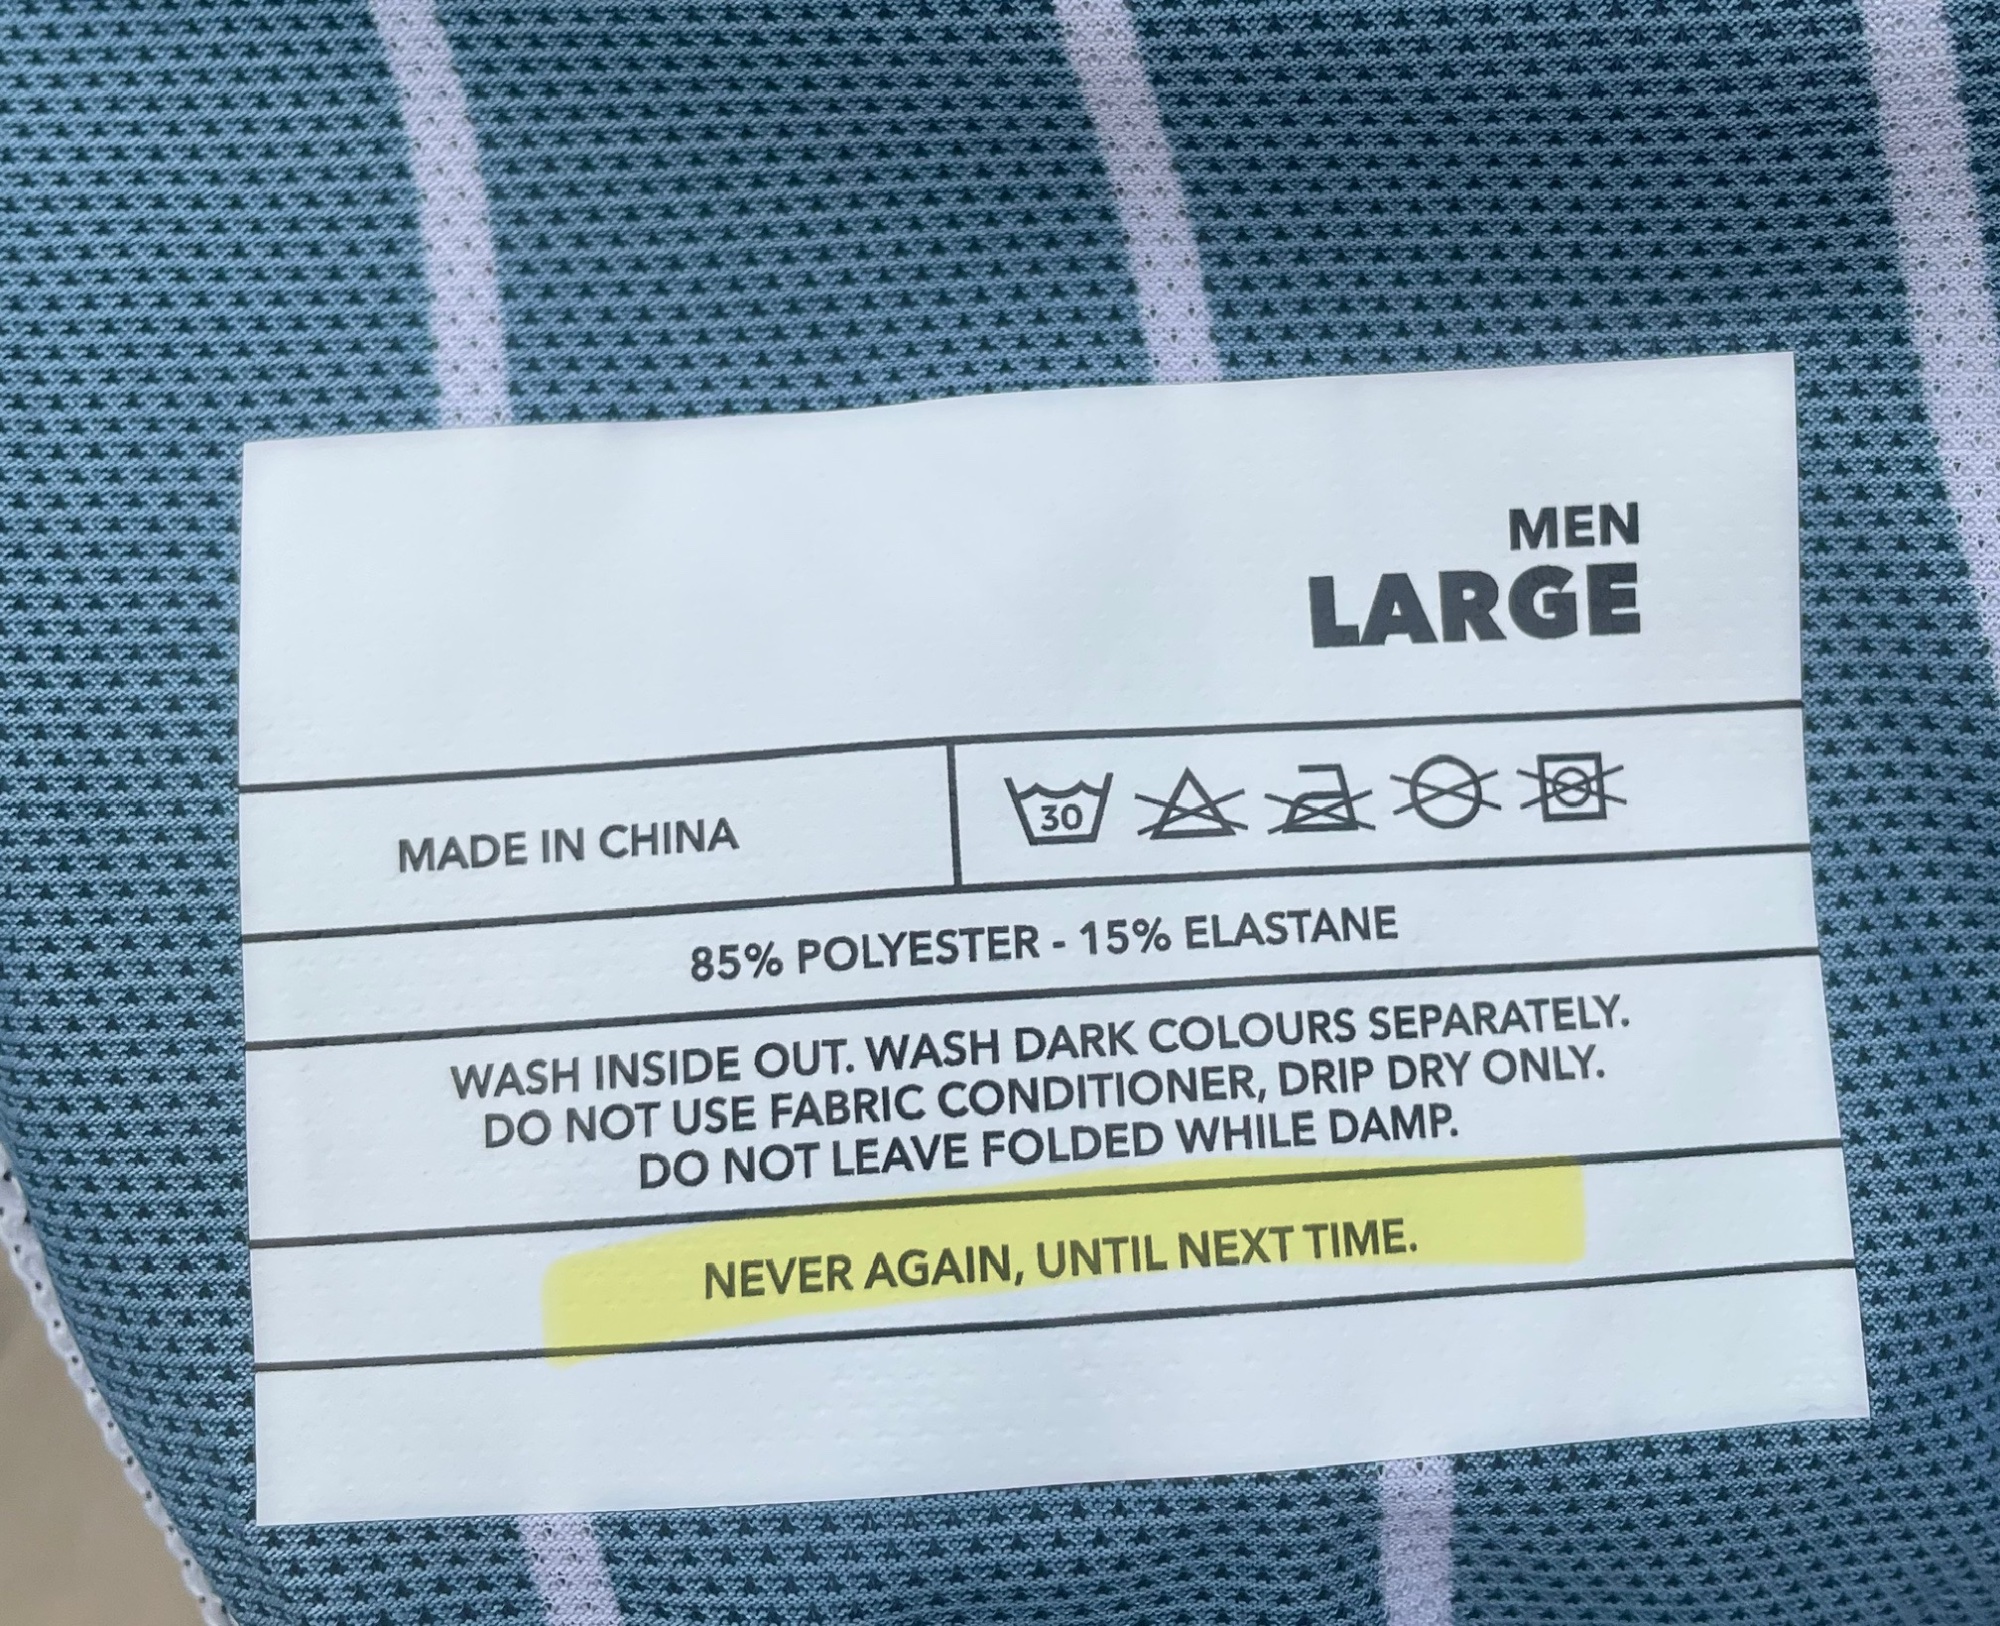 MEN
LARGE
MADE IN CHINA
30
85% POLYESTER - 15% ELASTANE
WASH INSIDE OUT. WASH DARK COLOURS SEPARATELY.
DO NOT USE FABRIC CONDITIONER, DRIP DRY ONLY.
DO NOT LEAVE FOLDED WHILE DAMP.
NEVER AGAIN, UNTIL NEXT TIME.